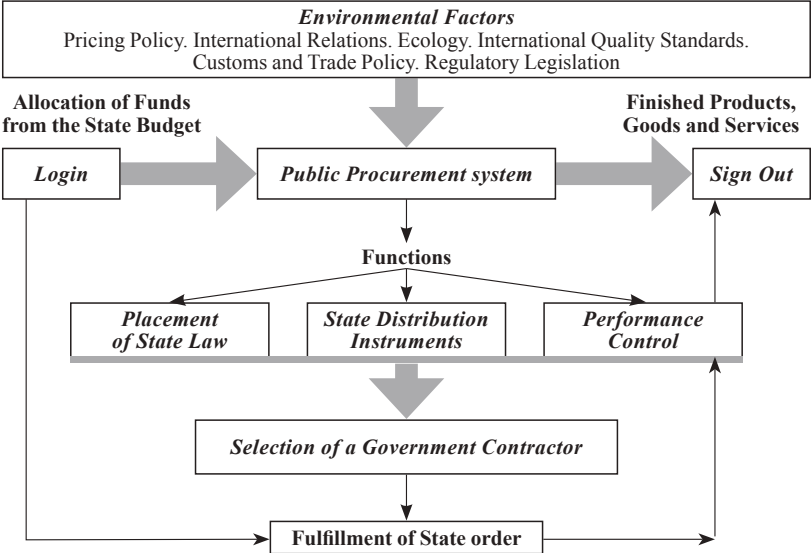 Environmental Factors
Pricing Policy. International Relations. Ecology. International Quality Standards.
Customs and Trade Policy. Regulatory Legislation
Allocation of Funds
from the State Budget
Finished Products,
Goods and Services
Login
Public Procurement system
Sign Out
Functions
Placement
of State Law
State Distribution
Instruments
Performance
Control
Selection of a Government Contractor
Fulfillment of State order